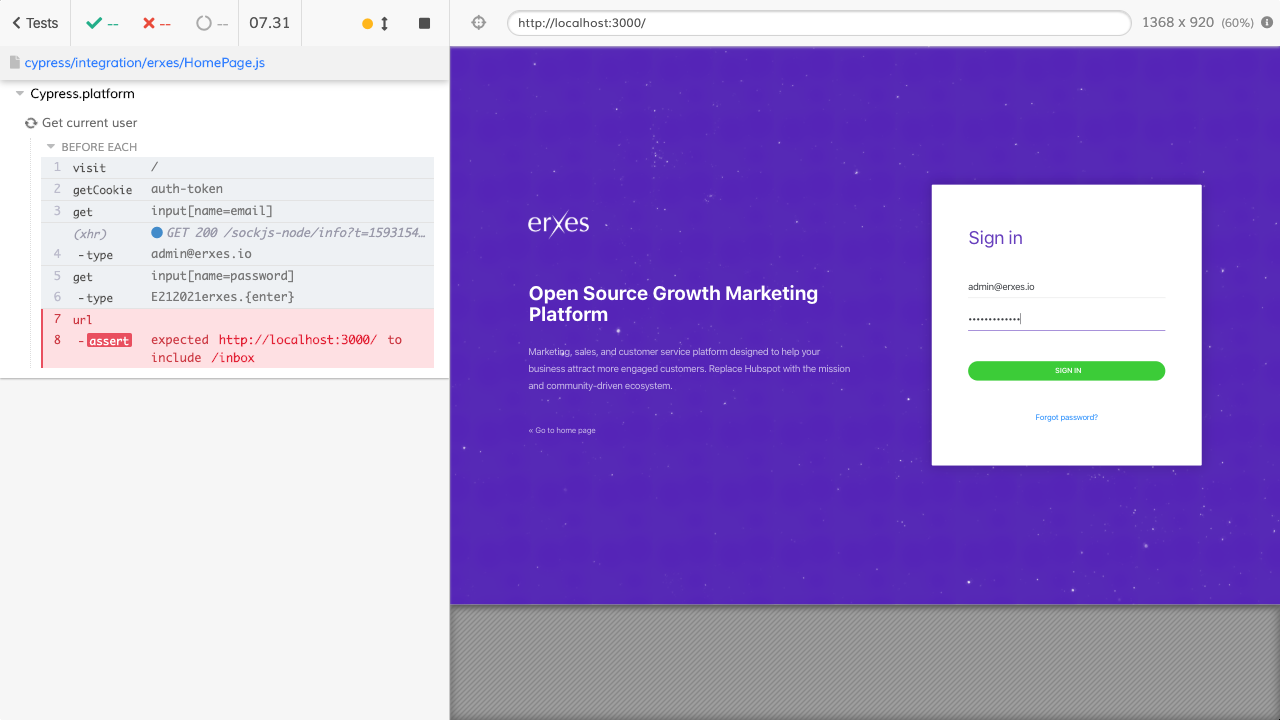 Tests
--
--
--
07.31
http://localhost:3000/
1368 x 920 (60%)
cypress/integration/erxes/HomePage.js
Cypress.platform
Get current user
BEFORE EACH
1 visit /
2 getCookie auth-token
3 get input[name=email]
(xhr) GET 200 /sockjs-node/info?t=1593154…
4 -type admin@erxes.io
5 get input[name=password]
6 -type E212021erxes.{enter}
7 url
8 -assert expected http://localhost:3000/ to
include /inbox
erxes
Open Source Growth Marketing
Platform
Marketing, sales, and customer service platform designed to help your
business attract more engaged customers. Replace Hubspot with the mission
and community-driven ecosystem.
« Go to home page
Sign in
admin@erxes.io
•••••••••••••
SIGN IN
Forgot password?